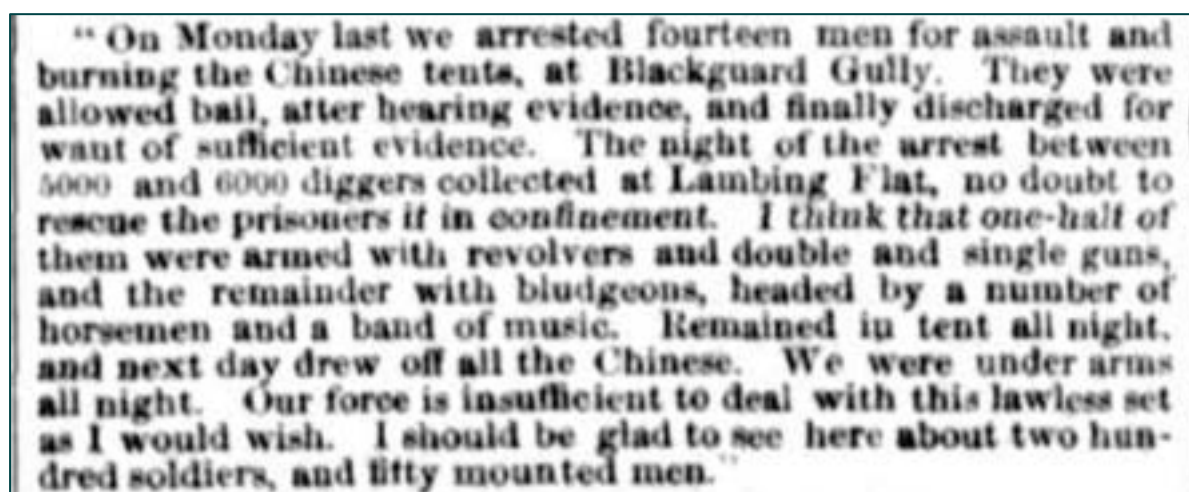 “ On Monday last we arrested fourteen men for assault and
burning the Chinese tents, at Blackguard Gully. They were
allowed bail, after hearing evidence, and finally discharged for
want of sufficient evidence. The night of the arrest between
5000 and 6000 diggers collected at Lambing Flat, no doubt to
rescue the prisoners if in confinement. I think that one-half of
them were armed with revolvers and double and single guns,
and the remainder with bludgeons, headed by a number of
horsemen and a band of music. Remained in tent all night,
and next day drew off all the Chinese. We were under arms
all night. Our force is insufficient to deal with this lawless set
as I would wish. I should be glad to see here about two hun-
dred soldiers, and fifty mounted men.”